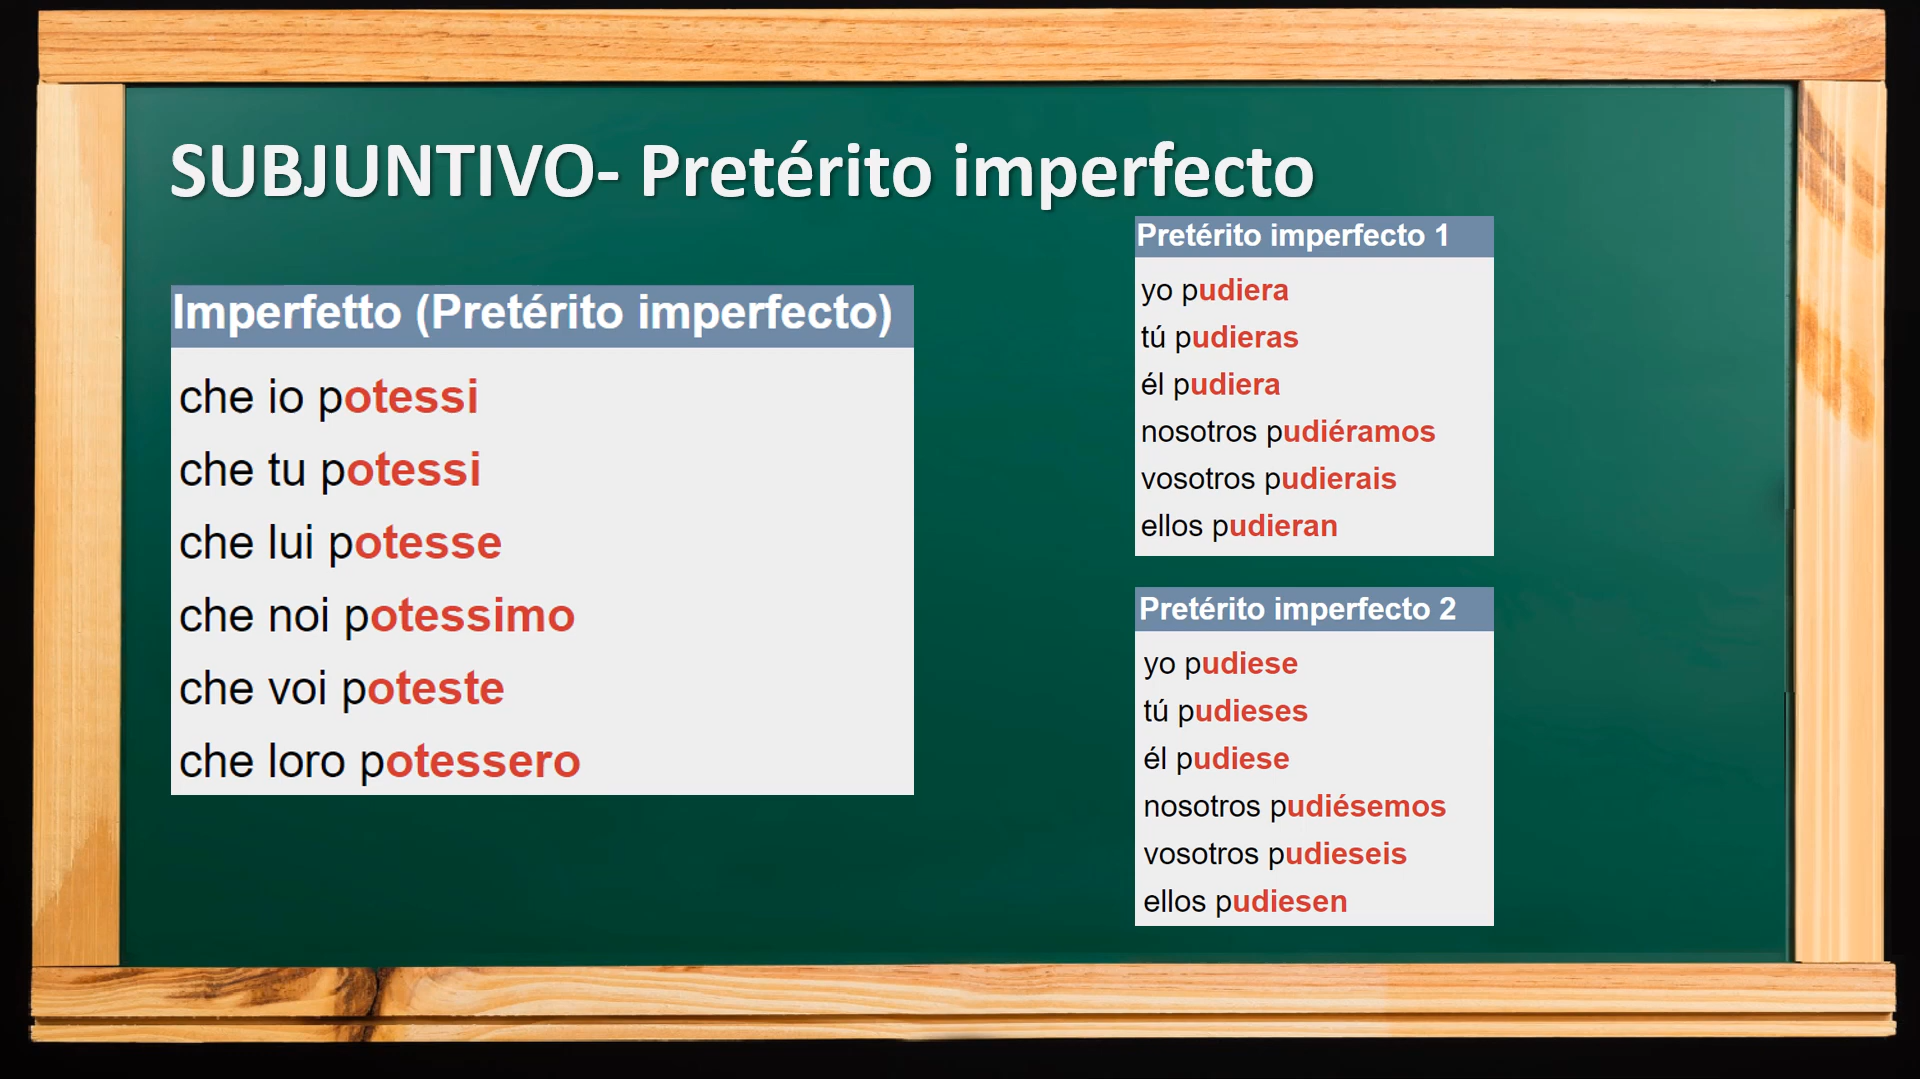 SUBJUNTIVO- Pretérito imperfecto
Imperfetto (Pretérito imperfecto)
che io potessi
che tu potessi
che lui potesse
che noi potessimo
che voi poteste
che loro potessero
Pretérito imperfecto 1
yo pudiera
tú pudieras
él pudiera
nosotros pudiéramos
vosotros pudierais
ellos pudieran
Pretérito imperfecto 2
yo pudiese
tú pudieses
él pudiese
nosotros pudiésemos
vosotros pudieseis
ellos pudiesen